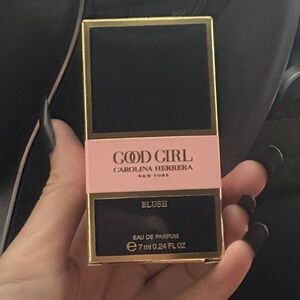 GOOD GIRL
CAROLINA HERRERA
NEW YORK
BLUSH
EAU DE PARFUM
℮ 7 ml 0.24 FL OZ